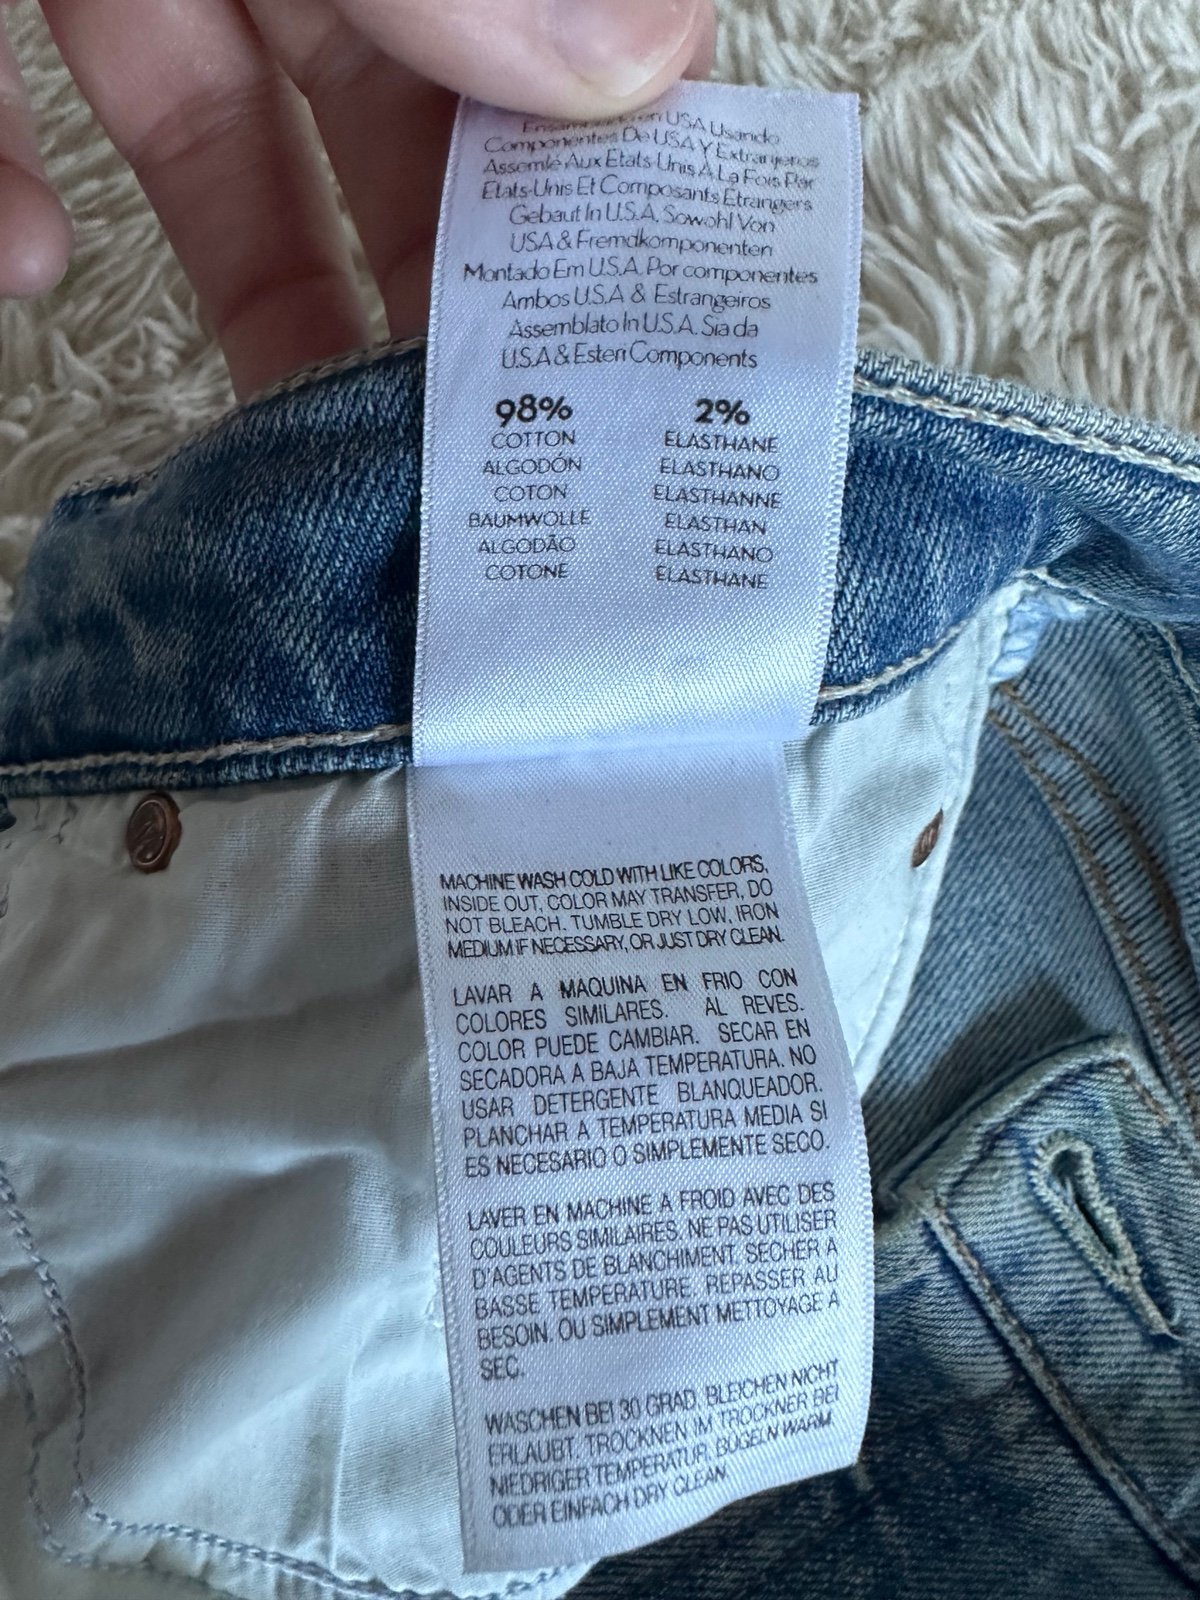 en USA Usando
Componentes De USA Y Extranjeros
Assemlé Aux Etats-Unis À La Fois Par
Etats-Unis Et Composants Etrangers
Gebaut In U.S.A. Sowohl Von
USA & Fremdkomponenten
Montado Em U.S.A. Por componentes
Ambos U.S.A & Estrangeiros
Assemblato In U.S.A. Sia da
U.S.A & Esteri Components
98% 2%
COTTON ELASTHANE
ALGODÓN ELASTHANO
COTON ELASTHANNE
BAUMWOLLE ELASTHAN
ALGODÃO ELASTHANO
COTONE ELASTHANE
MACHINE WASH COLD WITH LIKE COLORS,
INSIDE OUT, COLOR MAY TRANSFER, DO
NOT BLEACH. TUMBLE DRY LOW, IRON
MEDIUM IF NECESSARY, OR JUST DRY CLEAN.
LAVAR A MAQUINA EN FRIO CON
COLORES SIMILARES. AL REVES.
COLOR PUEDE CAMBIAR. SECAR EN
SECADORA A BAJA TEMPERATURA. NO
USAR DETERGENTE BLANQUEADOR.
PLANCHAR A TEMPERATURA MEDIA SI
ES NECESARIO O SIMPLEMENTE SECO.
LAVER EN MACHINE A FROID AVEC DES
COULEURS SIMILAIRES. NE PAS UTILISER
D'AGENTS DE BLANCHIMENT. SECHER A
BASSE TEMPERATURE. REPASSER AU
BESOIN. OU SIMPLEMENT METTOYAGE A
SEC.
WASCHEN BEI 30 GRAD. BLEICHEN NICHT
ERLAUBT. TROCKNEN IM TROCKNER BEI
NIEDRIGER TEMPERATUR. BÜGELN WARM.
ODER EINFACH DRY CLEAN.